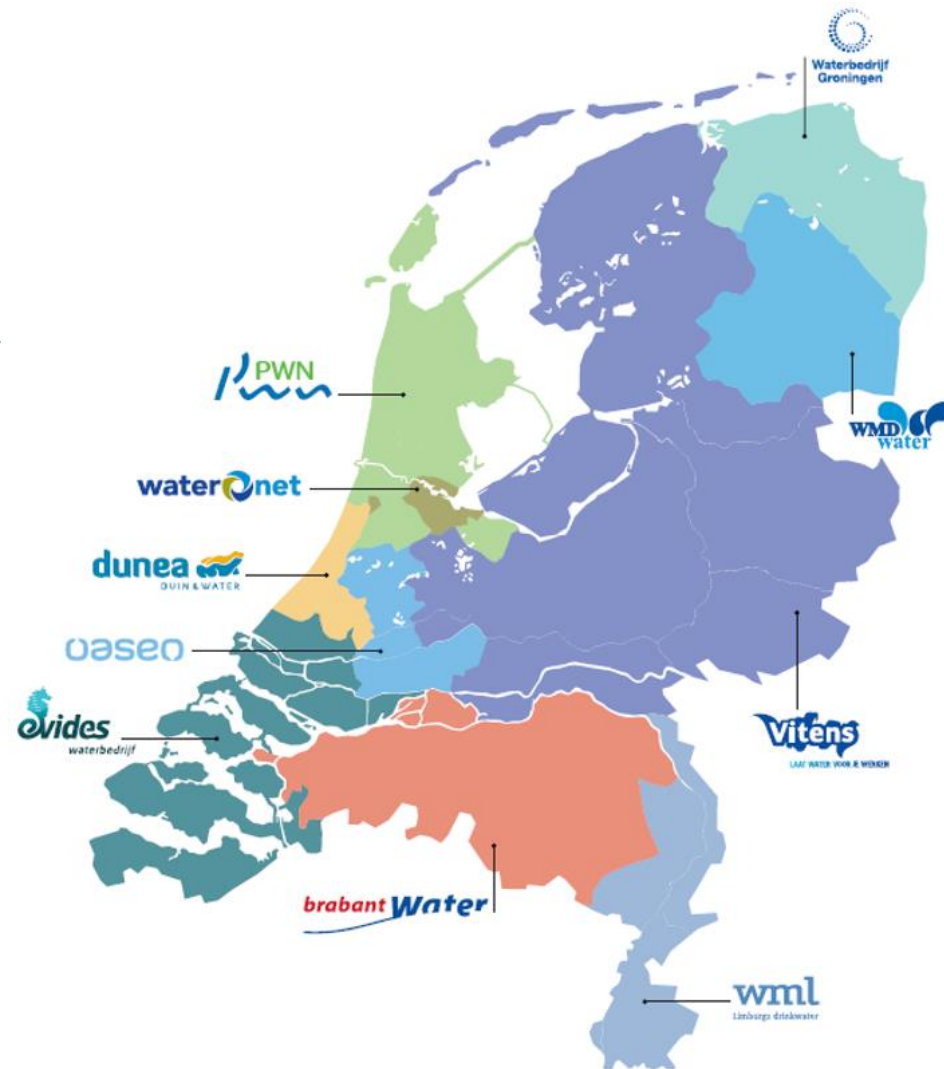 Waterbedrijf
Groningen
PWN
WMD
water
waternet
dunea
DUIN & WATER
oasen
evides
waterbedrijf
Vitens
LAAT WATER VOOR JE WERKEN
brabant Water
wml
Limburgs drinkwater